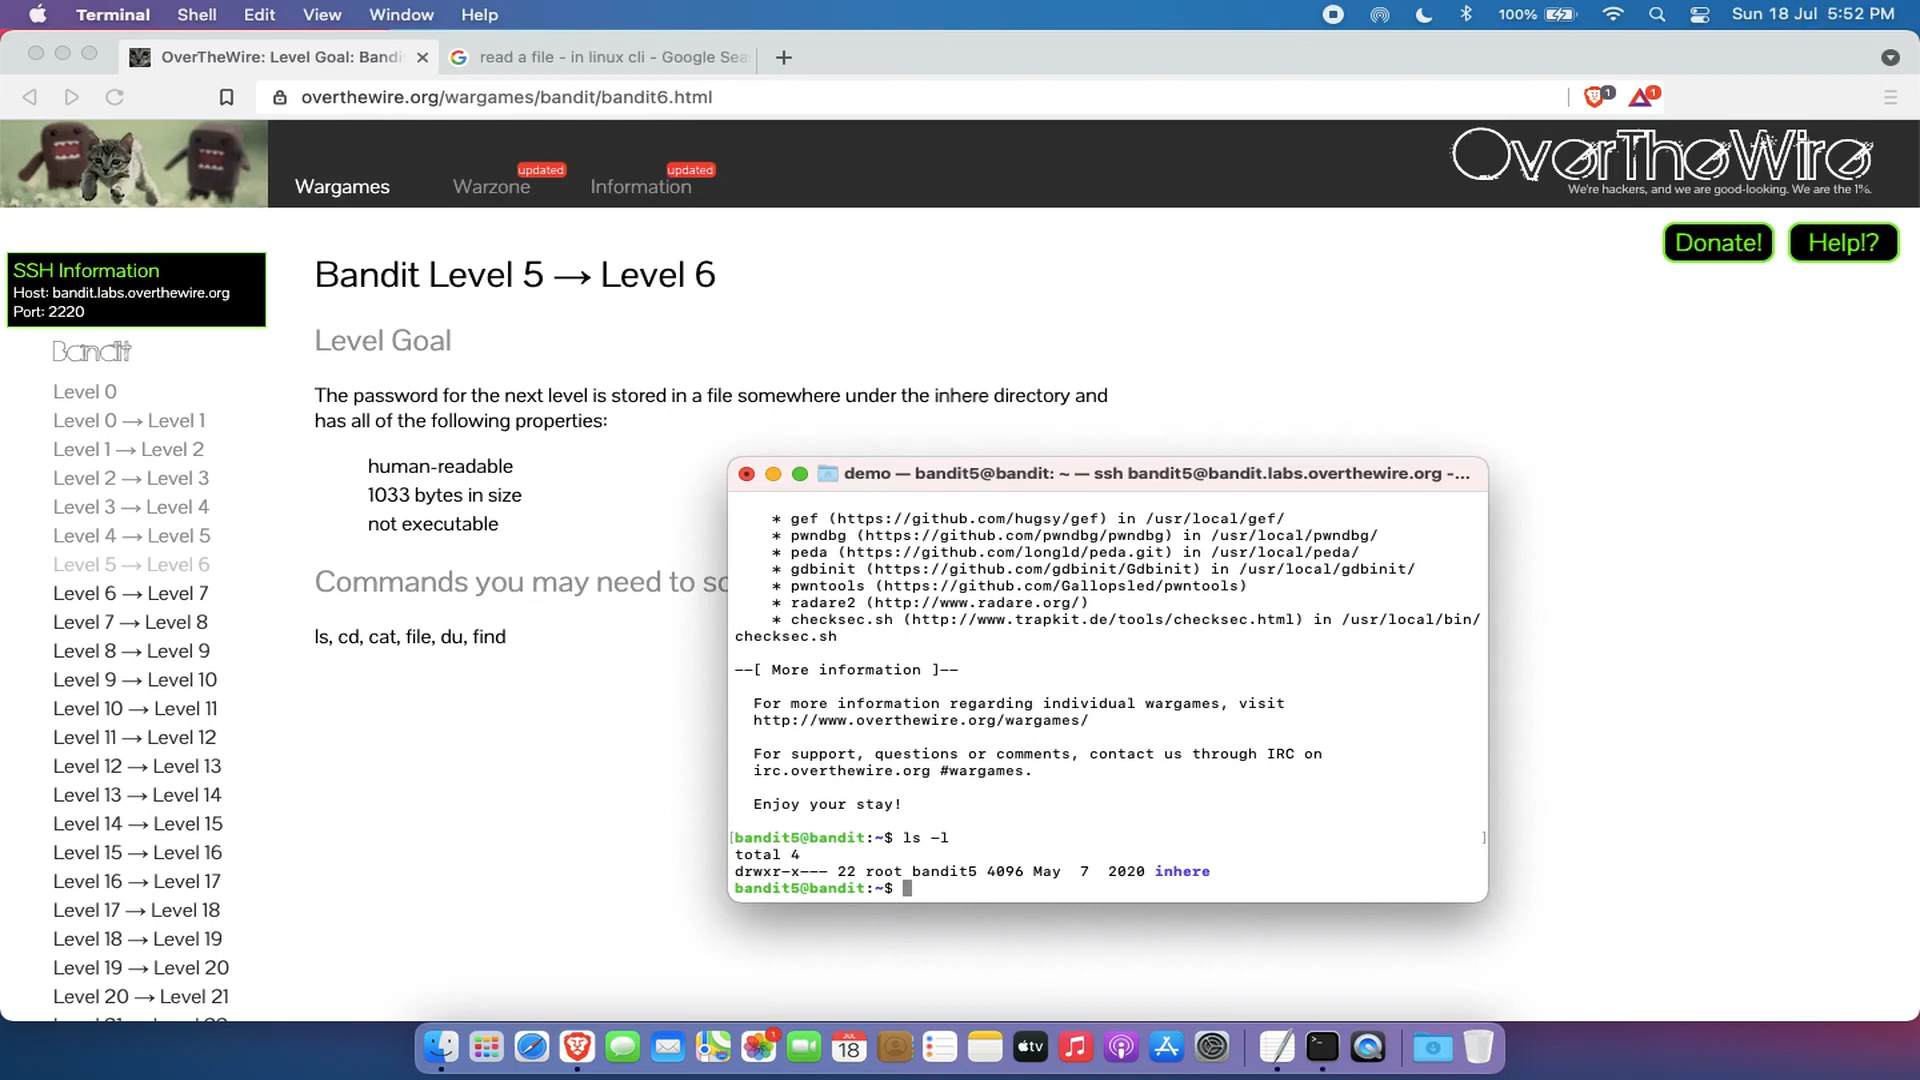 Terminal Shell Edit View Window Help 100% Sun 18 Jul 5:52 PM
OverTheWire: Level Goal: Bandi read a file - in linux cli - Google Sea
overthewire.org/wargames/bandit/bandit6.html 1 1
Wargames Warzone updated Information updated
OverTheWire
We're hackers, and we are good-looking. We are the 1%.
Donate! Help!?
SSH Information
Host: bandit.labs.overthewire.org
Port: 2220
Bandit
Level 0
Level 0 → Level 1
Level 1 → Level 2
Level 2 → Level 3
Level 3 → Level 4
Level 4 → Level 5
Level 5 → Level 6
Level 6 → Level 7
Level 7 → Level 8
Level 8 → Level 9
Level 9 → Level 10
Level 10 → Level 11
Level 11 → Level 12
Level 12 → Level 13
Level 13 → Level 14
Level 14 → Level 15
Level 15 → Level 16
Level 16 → Level 17
Level 17 → Level 18
Level 18 → Level 19
Level 19 → Level 20
Level 20 → Level 21
Bandit Level 5 → Level 6
Level Goal
The password for the next level is stored in a file somewhere under the inhere directory and
has all of the following properties:
human-readable
1033 bytes in size
not executable
Commands you may need to so
ls, cd, cat, file, du, find
demo — bandit5@bandit: ~ — ssh bandit5@bandit.labs.overthewire.org -...
* gef (https://github.com/hugsy/gef) in /usr/local/gef/
* pwndbg (https://github.com/pwndbg/pwndbg) in /usr/local/pwndbg/
* peda (https://github.com/longld/peda.git) in /usr/local/peda/
* gdbinit (https://github.com/gdbinit/Gdbinit) in /usr/local/gdbinit/
* pwntools (https://github.com/Gallopsled/pwntools)
* radare2 (http://www.radare.org/)
* checksec.sh (http://www.trapkit.de/tools/checksec.html) in /usr/local/bin/
checksec.sh
--[ More information ]--
For more information regarding individual wargames, visit
http://www.overthewire.org/wargames/
For support, questions or comments, contact us through IRC on
irc.overthewire.org #wargames.
Enjoy your stay!
[bandit5@bandit:~$ ls -l ]
total 4
drwxr-x--- 22 root bandit5 4096 May  7  2020 inhere
bandit5@bandit:~$
1 JUL 18 tv